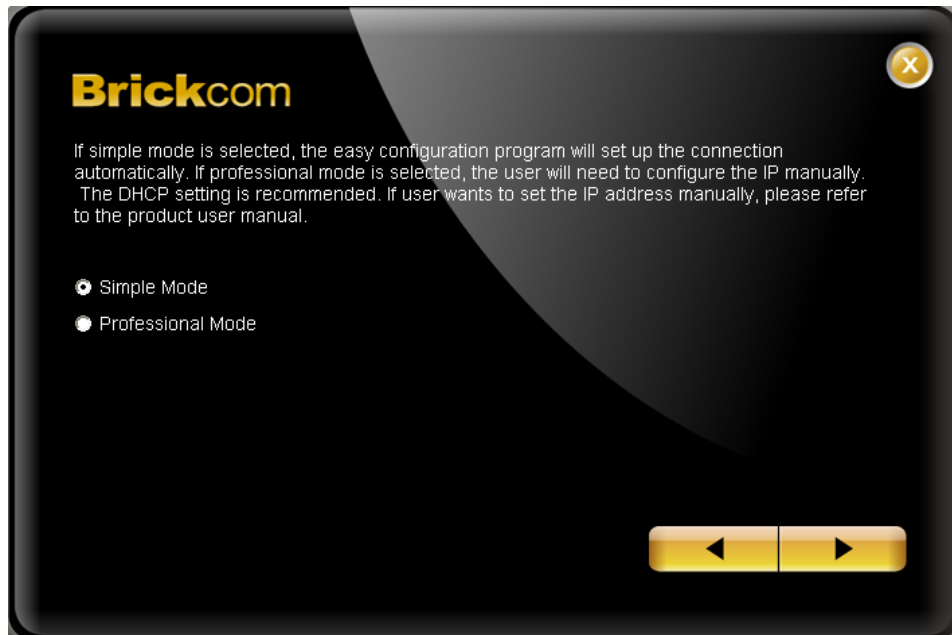 Brickcom
X
If simple mode is selected, the easy configuration program will set up the connection
automatically. If professional mode is selected, the user will need to configure the IP manually.
The DHCP setting is recommended. If user wants to set the IP address manually, please refer
to the product user manual.
Simple Mode
Professional Mode